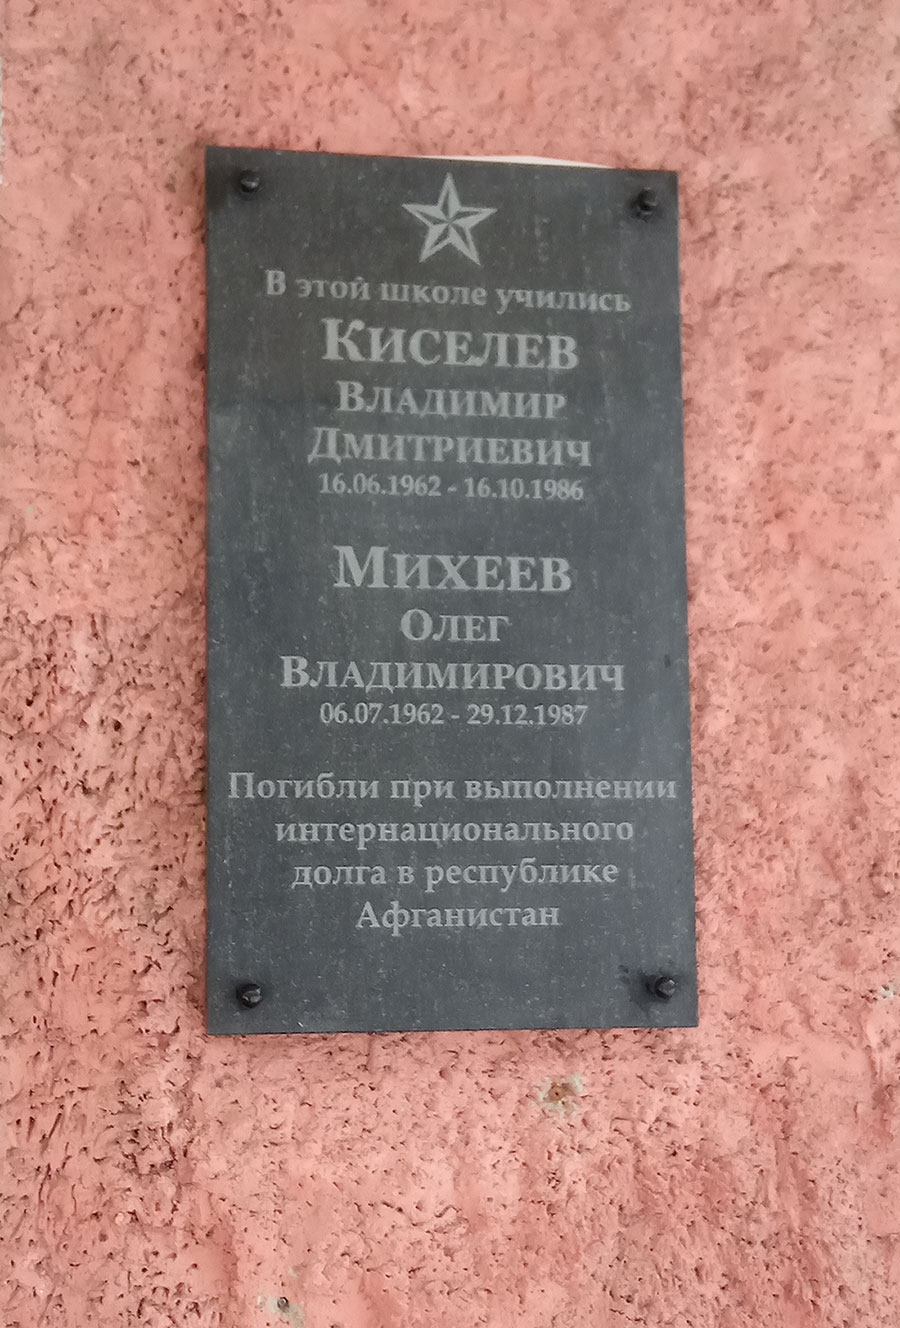 В этой школе учились
Киселев
Владимир
Дмитриевич
16.06.1962 - 16.10.1986
Михеев
Олег
Владимирович
06.07.1962 - 29.12.1987
Погибли при выполнении
интернационального
долга в республике
Афганистан